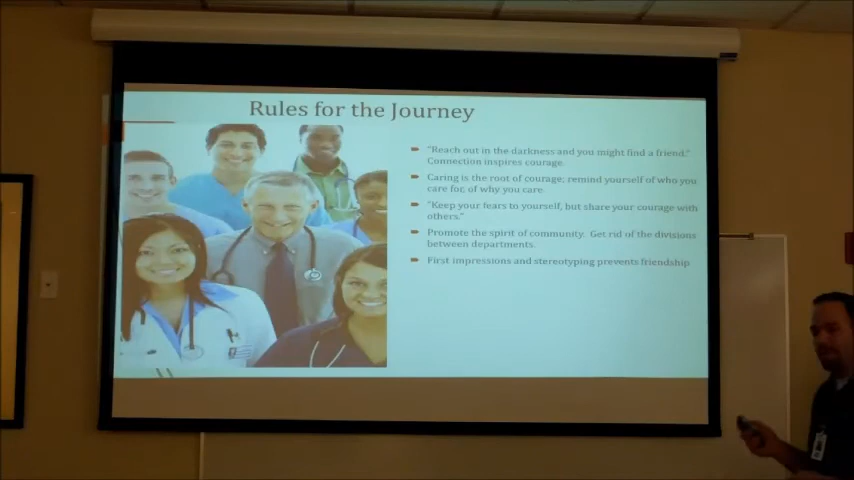 Rules for the Journey
"Reach out in the darkness and you might find a friend."
Connection inspires courage.
Caring is the root of courage; remind yourself of who you
care for, of why you care
"Keep your fears to yourself, but share your courage with
others."
Promote the spirit of community. Get rid of the divisions
between departments.
First impressions and stereotyping prevents friendship